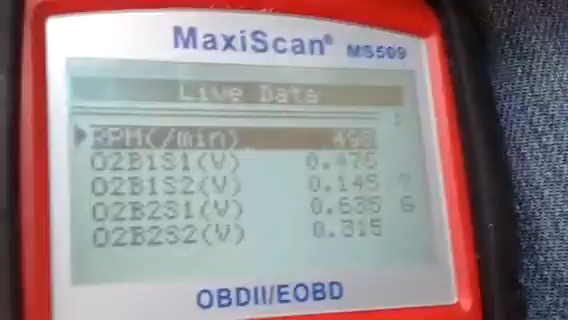 MaxiScan® MS509
Live Data
RPM(/min)
O2B1S1(V) 0.475
O2B1S2(V) 0.145
O2B2S1(V) 0.635 G
O2B2S2(V) 0.315
OBDII/EOBD